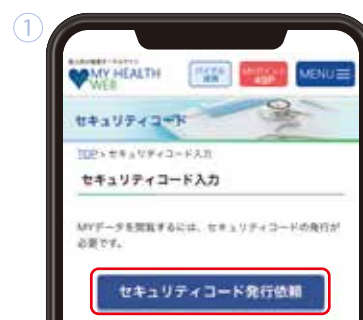 ①
MY HEALTH WEB
MENU
セキュリティコード
TOP>セキュリティコード入力
セキュリティコード入力
MYデータを閲覧するには、セキュリティコードの発行が
必要です。
セキュリティコード発行依頼